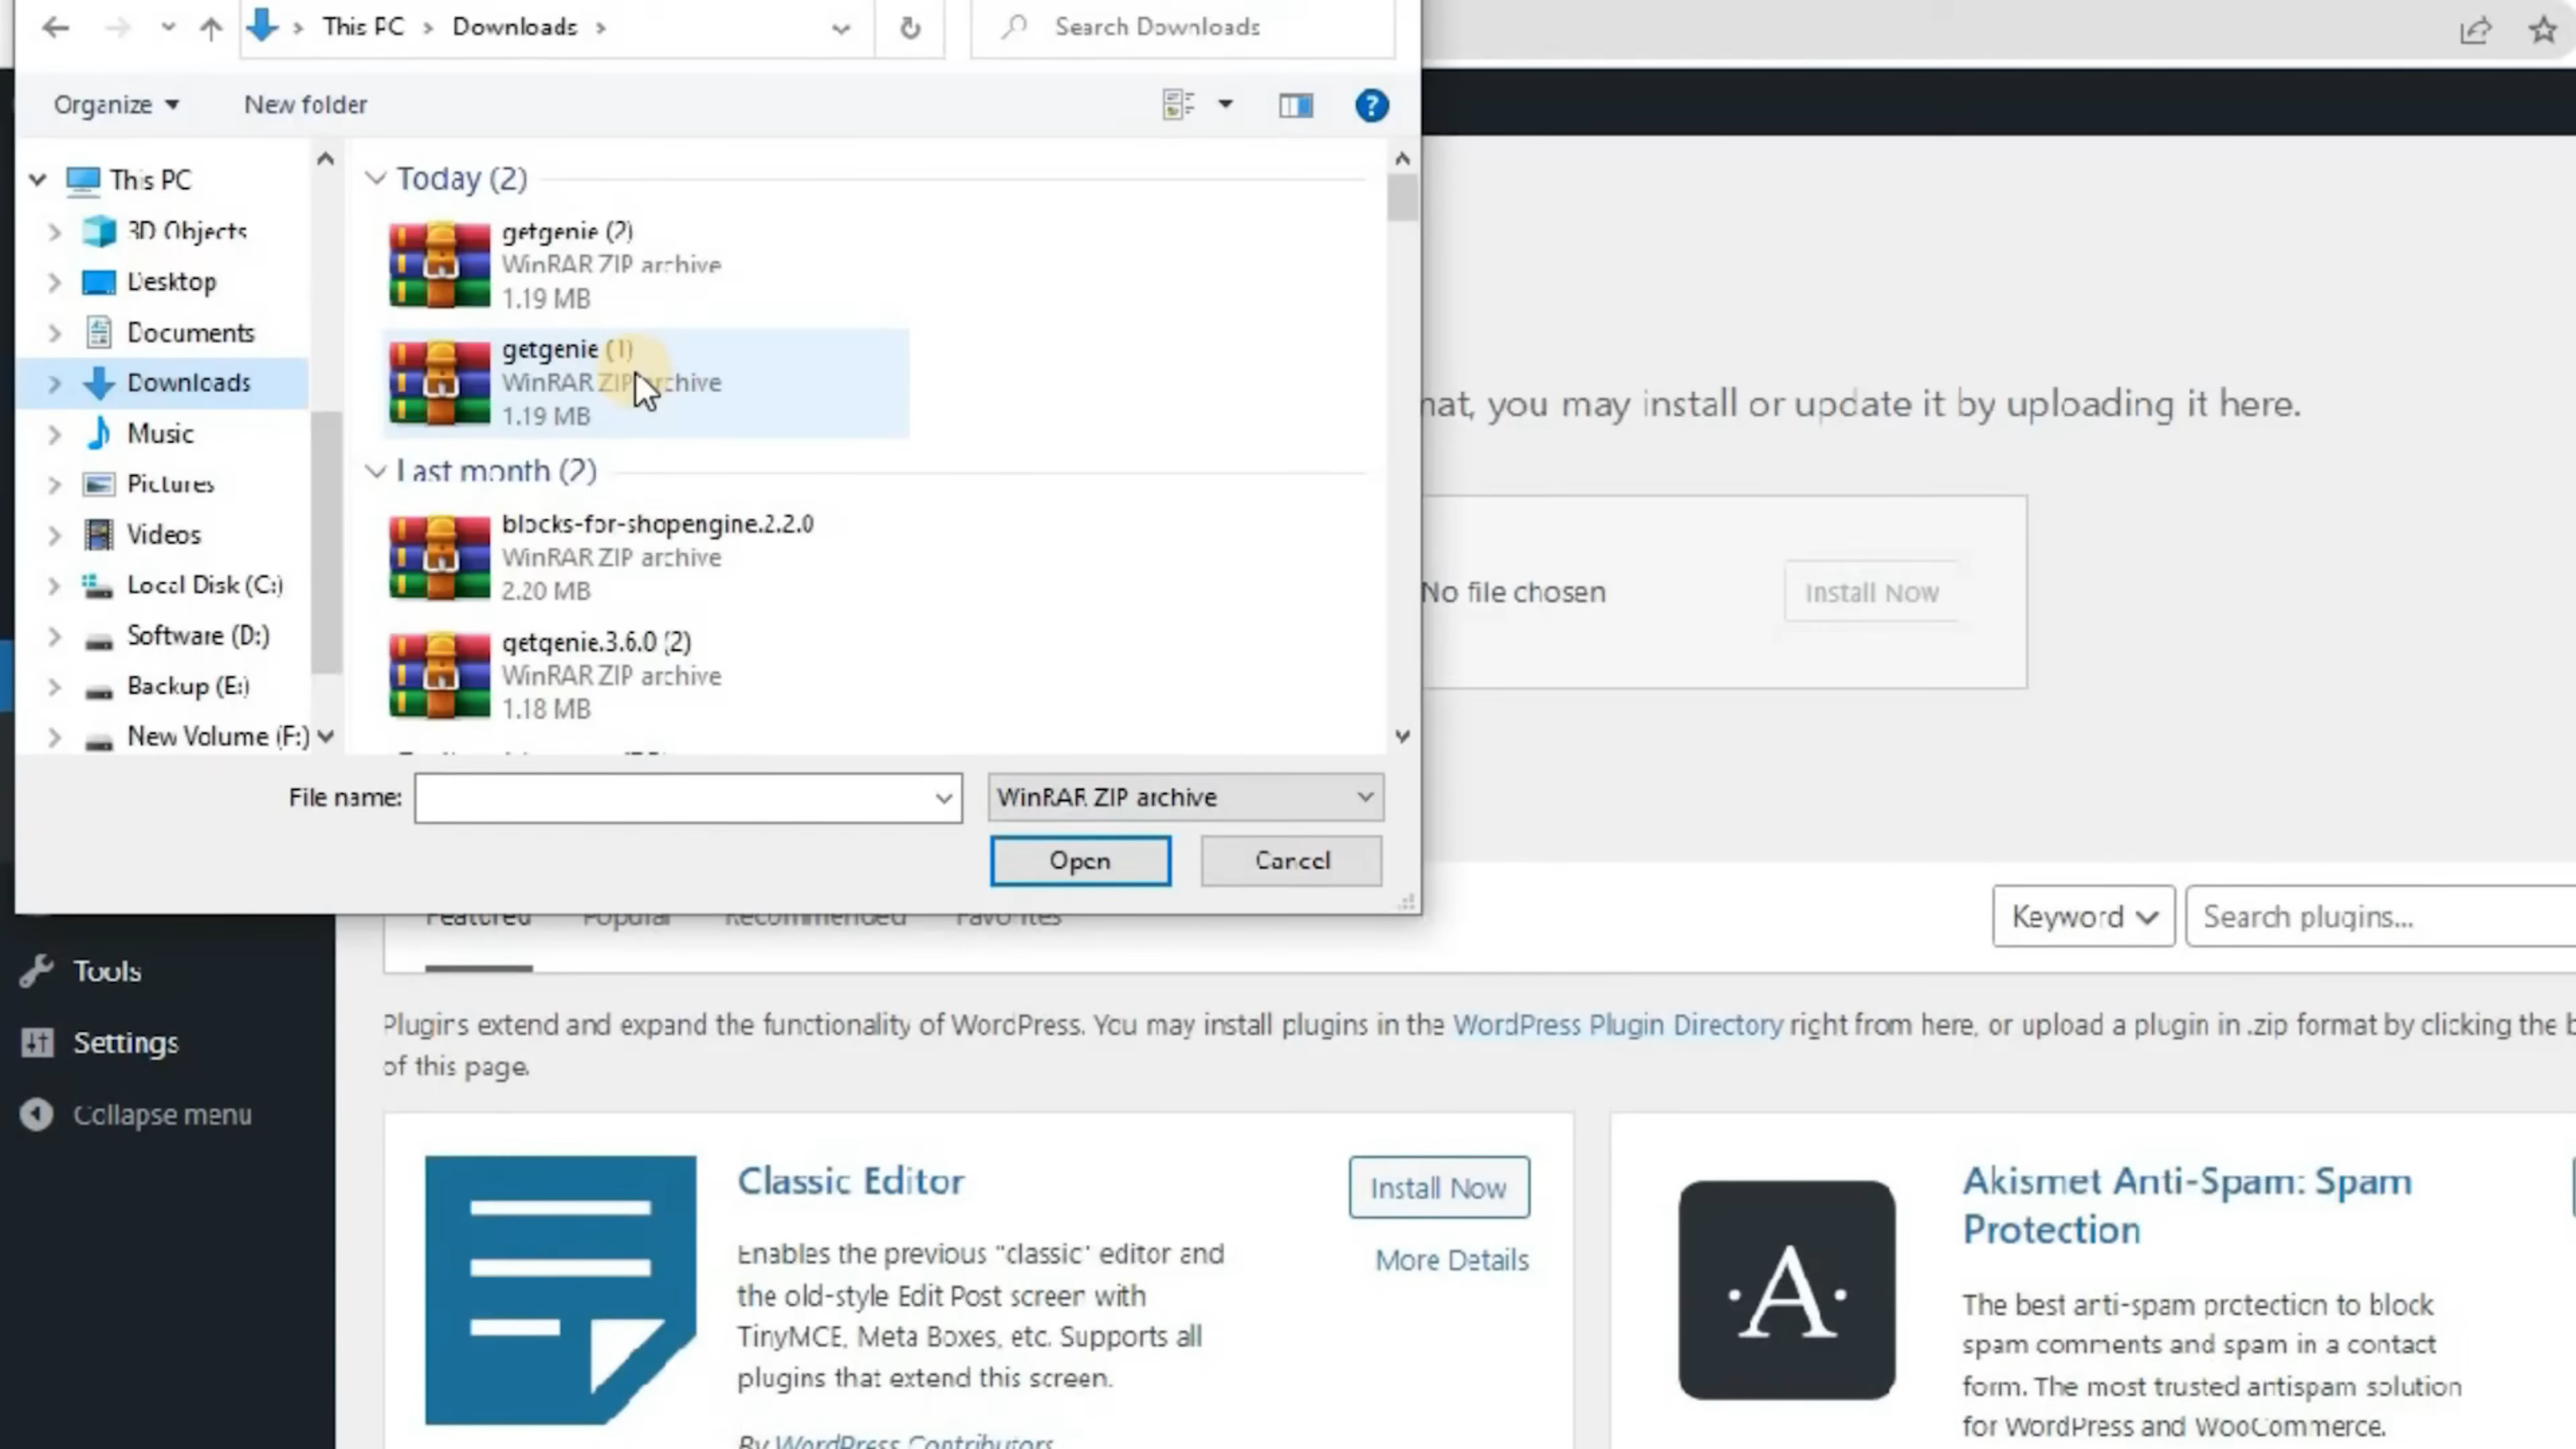 This PC > Downloads >
Search Downloads
Organize
New folder
This PC
3D Objects
Desktop
Documents
Downloads
Music
Pictures
Videos
Local Disk (C:)
Software (D:)
Backup (E:)
New Volume (F:)
Today (2)
getgenie (2)
WinRAR ZIP archive
1.19 MB
getgenie (1)
WinRAR ZIP archive
1.19 MB
Last month (2)
blocks-for-shopengine.2.2.0
WinRAR ZIP archive
2.20 MB
getgenie.3.6.0 (2)
WinRAR ZIP archive
1.18 MB
File name:
WinRAR ZIP archive
Open
Cancel
you may install or update it by uploading it here.
No file chosen
Install Now
Featured Popular Recommended Favorites
Keyword
Search plugins...
Tools
Settings
Collapse menu
Plugins extend and expand the functionality of WordPress. You may install plugins in the WordPress Plugin Directory right from here, or upload a plugin in .zip format by clicking the
of this page.
Classic Editor
Install Now
More Details
Enables the previous "classic" editor and
the old-style Edit Post screen with
TinyMCE, Meta Boxes, etc. Supports all
plugins that extend this screen.
By WordPress Contributors
A
Akismet Anti-Spam: Spam
Protection
The best anti-spam protection to block
spam comments and spam in a contact
form. The most trusted antispam solution
for WordPress and WooCommerce.